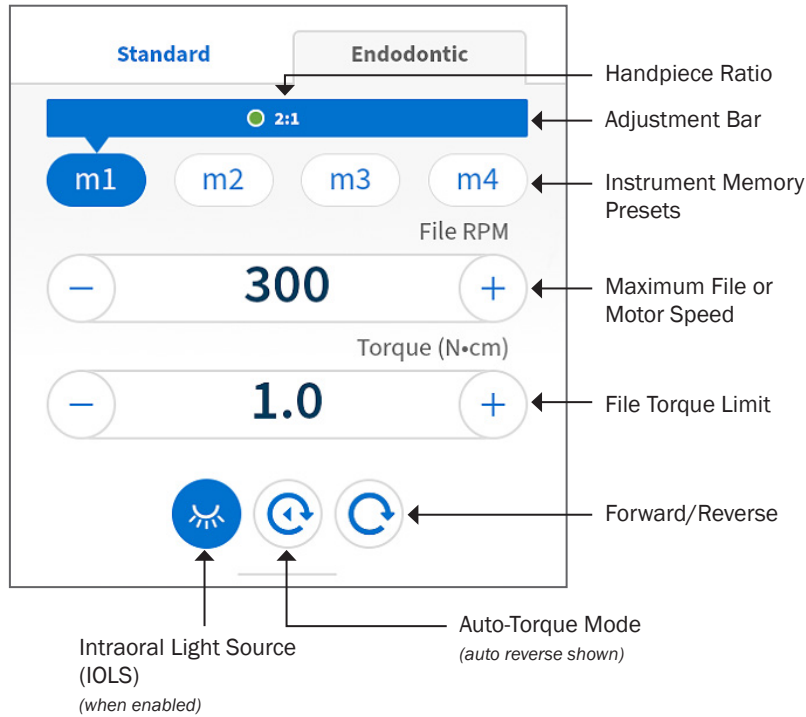 Standard
Endodontic
Handpiece Ratio
2:1
Adjustment Bar
m1
m2
m3
m4
Instrument Memory
Presets
File RPM
− 300 +
Maximum File or
Motor Speed
Torque (N•cm)
− 1.0 +
File Torque Limit
Forward/Reverse
Intraoral Light Source
(IOLS)
(when enabled)
Auto-Torque Mode
(auto reverse shown)